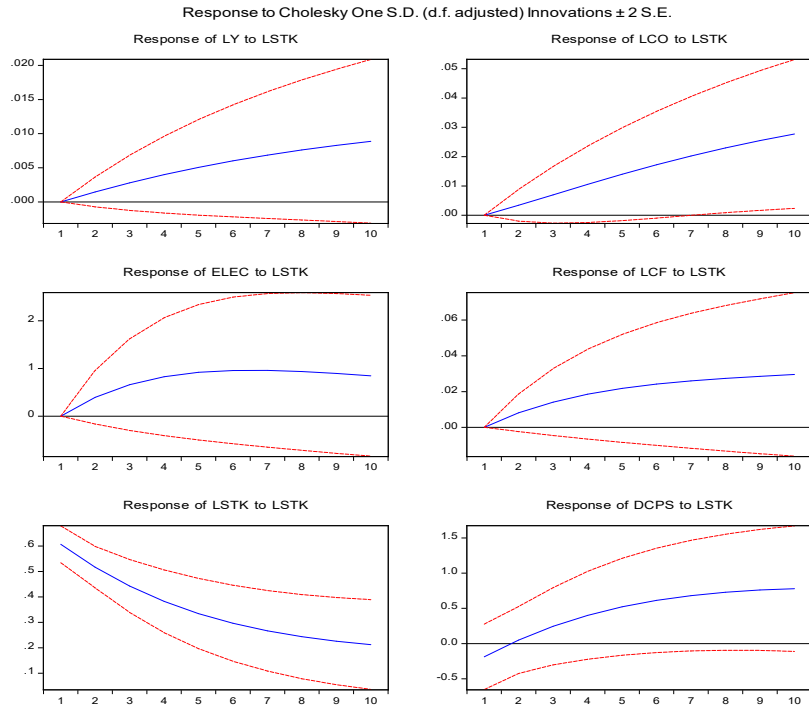 Response to Cholesky One S.D. (d.f. adjusted) Innovations ± 2 S.E.
Response of LY to LSTK
.020
.015
.010
.005
.000
1 2 3 4 5 6 7 8 9 10
Response of LCO to LSTK
.05
.04
.03
.02
.01
.00
1 2 3 4 5 6 7 8 9 10
Response of ELEC to LSTK
2
1
0
1 2 3 4 5 6 7 8 9 10
Response of LCF to LSTK
.06
.04
.02
.00
1 2 3 4 5 6 7 8 9 10
Response of LSTK to LSTK
.6
.5
.4
.3
.2
.1
1 2 3 4 5 6 7 8 9 10
Response of DCPS to LSTK
1.5
1.0
0.5
0.0
-0.5
1 2 3 4 5 6 7 8 9 10